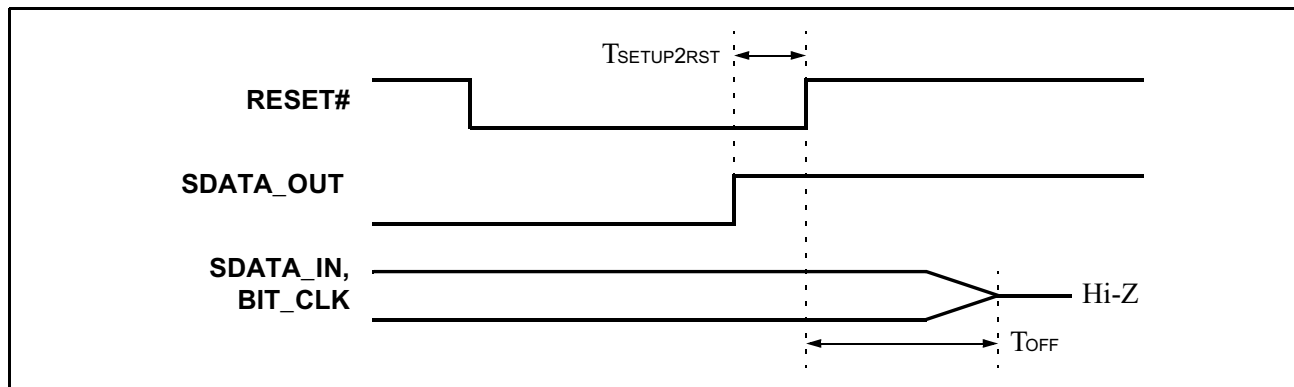 TSETUP2RST
RESET#
SDATA_OUT
SDATA_IN,
BIT_CLK
Hi-Z
TOFF